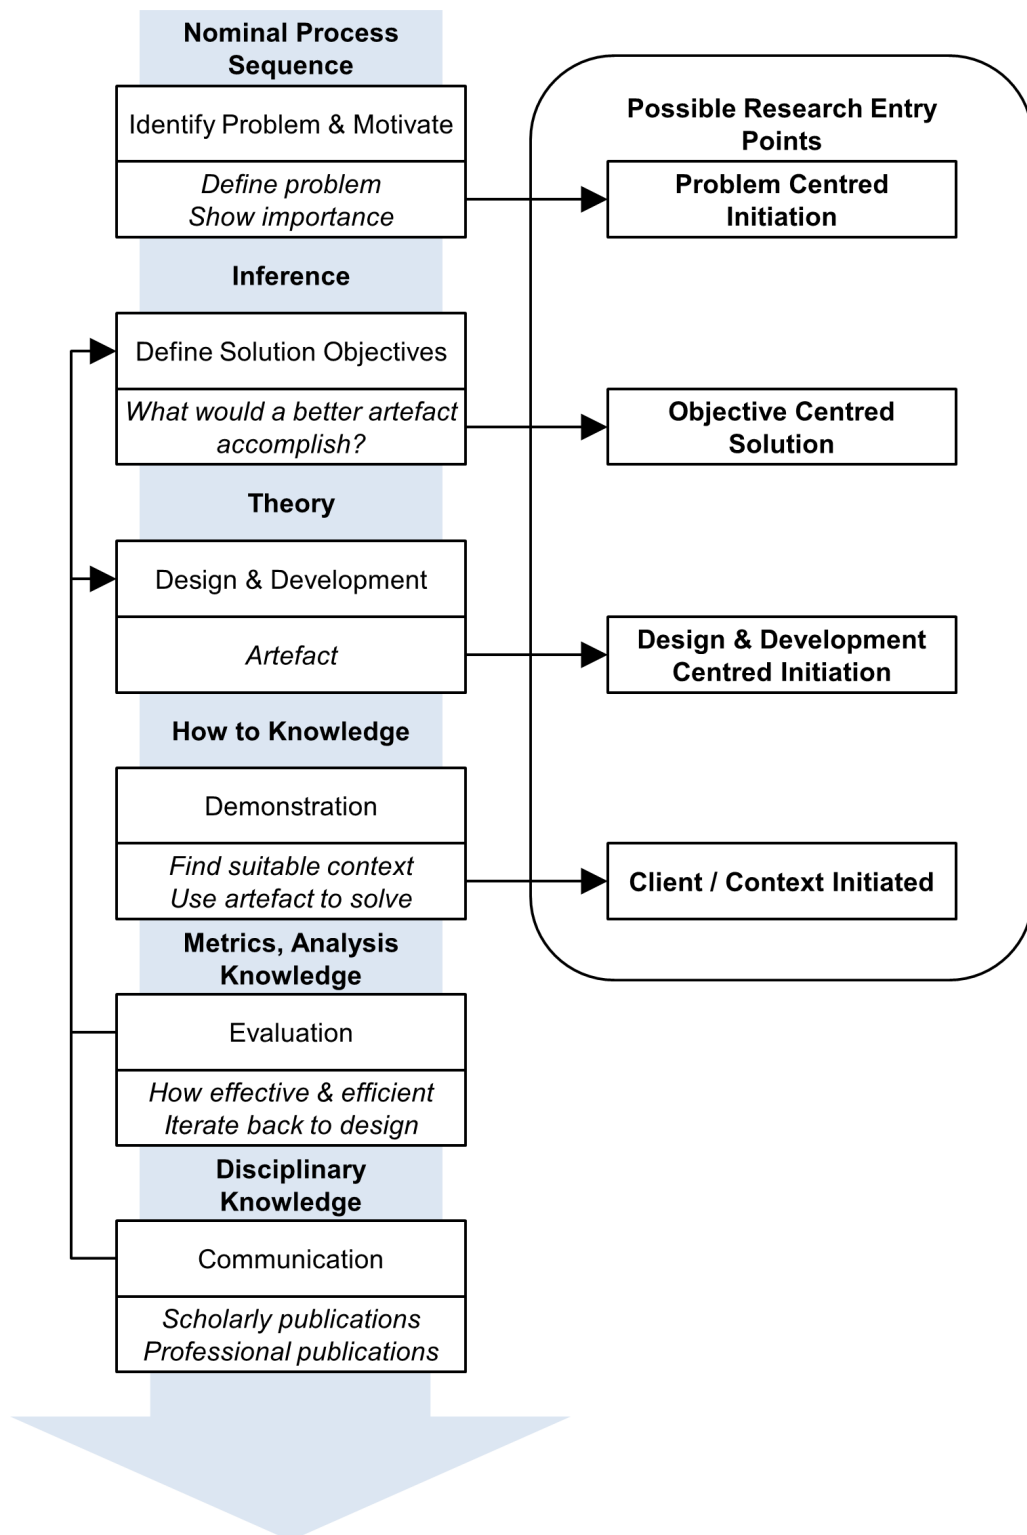 Nominal Process
Sequence
Identify Problem & Motivate
Define problem
Show importance
Inference
Define Solution Objectives
What would a better artefact
accomplish?
Theory
Design & Development
Artefact
How to Knowledge
Demonstration
Find suitable context
Use artefact to solve
Metrics, Analysis
Knowledge
Evaluation
How effective & efficient
Iterate back to design
Disciplinary
Knowledge
Communication
Scholarly publications
Professional publications
Possible Research Entry
Points
Problem Centred
Initiation
Objective Centred
Solution
Design & Development
Centred Initiation
Client / Context Initiated